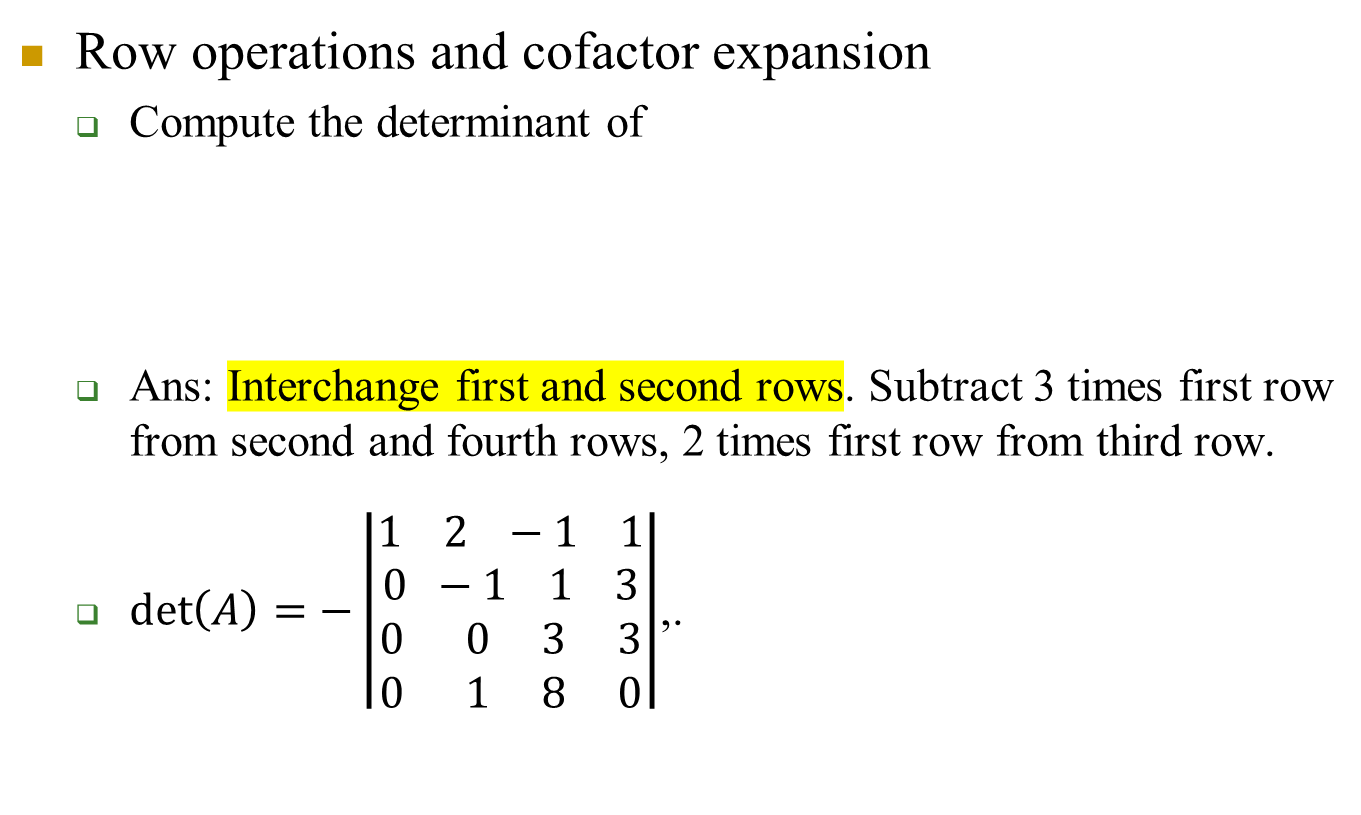 Row operations and cofactor expansion
Compute the determinant of
Ans: Interchange first and second rows. Subtract 3 times first row
from second and fourth rows, 2 times first row from third row.
1 2 − 1 1
0 − 1 1 3
det(A) = −
0 0 3 3
,.
0 1 8 0